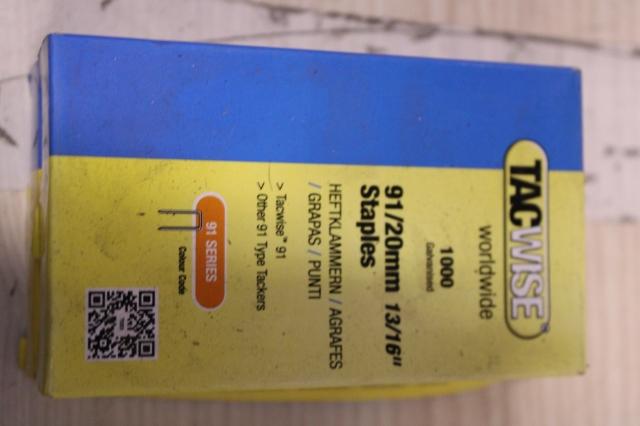 TACWISE
worldwide
1000
Galvanised
91/20mm 13/16"
Staples
HEFTKLAMMERN / AGRAFES
/ GRAPAS / PUNTI
> Tacwise™ 91
> Other 91 Type Tackers
91 SERIES
Colour Code